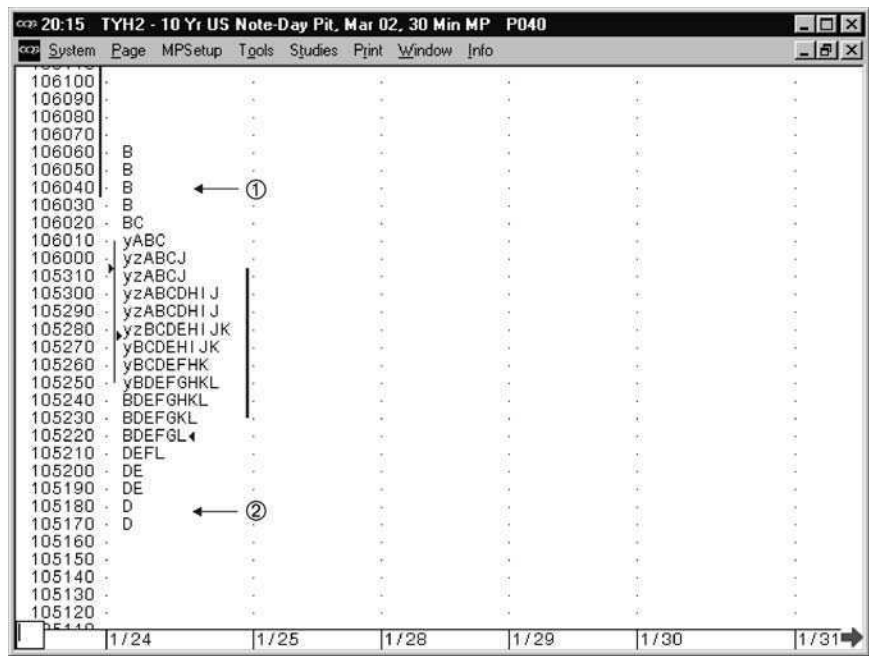 cqg 20:15 TYH2 - 10 Yr US Note-Day Pit, Mar 02, 30 Min MP P040
cqg System Page MPSetup Tools Studies Print Window Info
106100
106090
106080
106070
106060 B
106050 B
106040 B ①
106030 B
106020 BC
106010 yABC
106000 yzABCJ
105310 yzABCJ
105300 yzABCDHIJ
105290 yzABCDHIJ
105280 yzBCDEHIJK
105270 yBCDEHIJK
105260 yBCDEFHK
105250 yBDEFGHKL
105240 BDEFGHKL
105230 BDEFGKL
105220 BDEFGL
105210 DEFL
105200 DE
105190 DE
105180 D ②
105170 D
105160
105150
105140
105130
105120
1/24 1/25 1/28 1/29 1/30 1/31